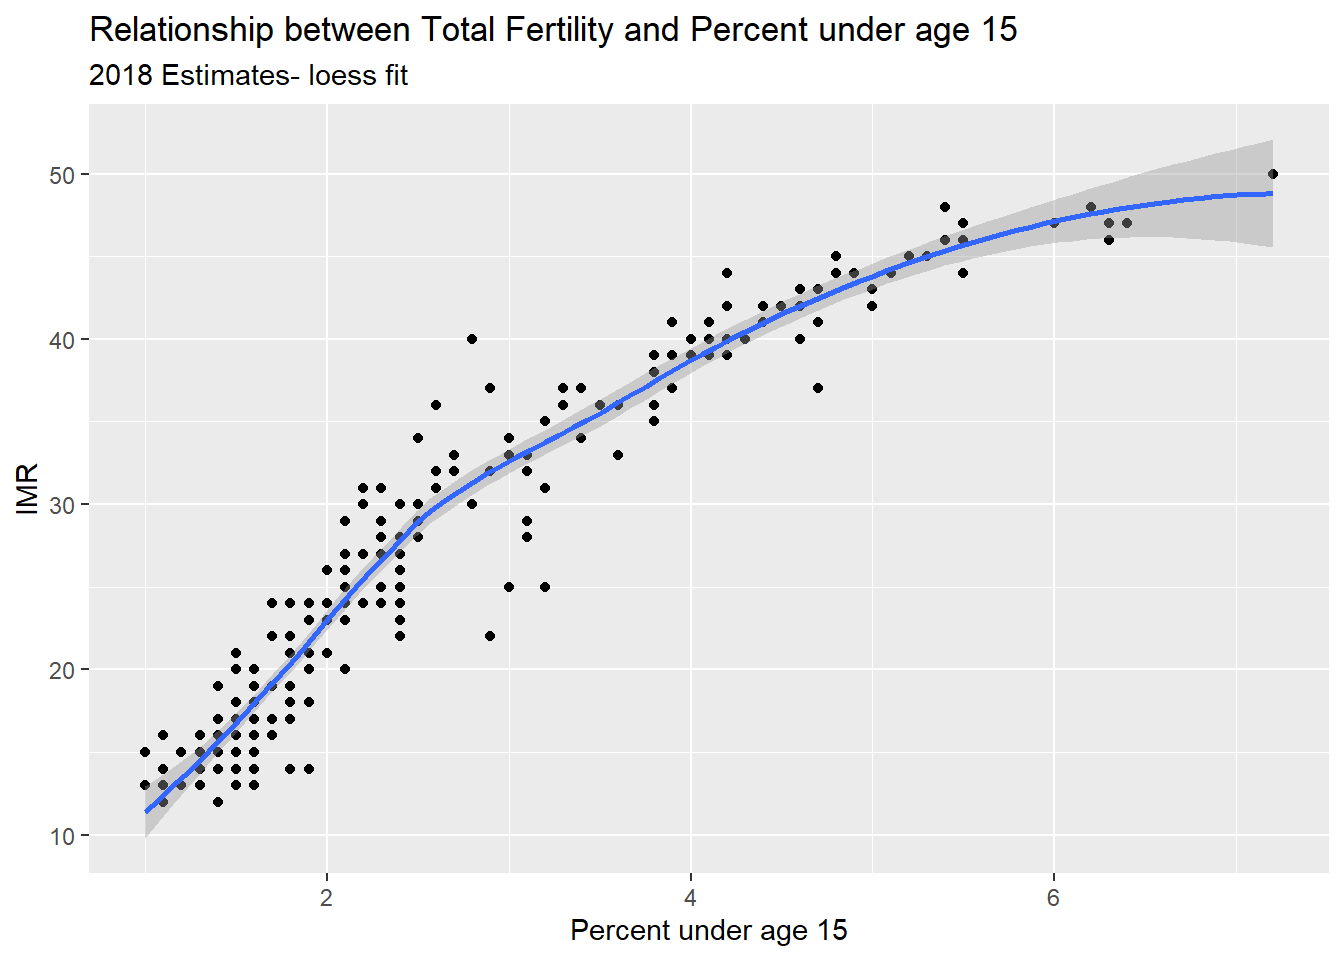 Relationship between Total Fertility and Percent under age 15
2018 Estimates- loess fit
50
40
30
20
10
IMR
2 4 6
Percent under age 15